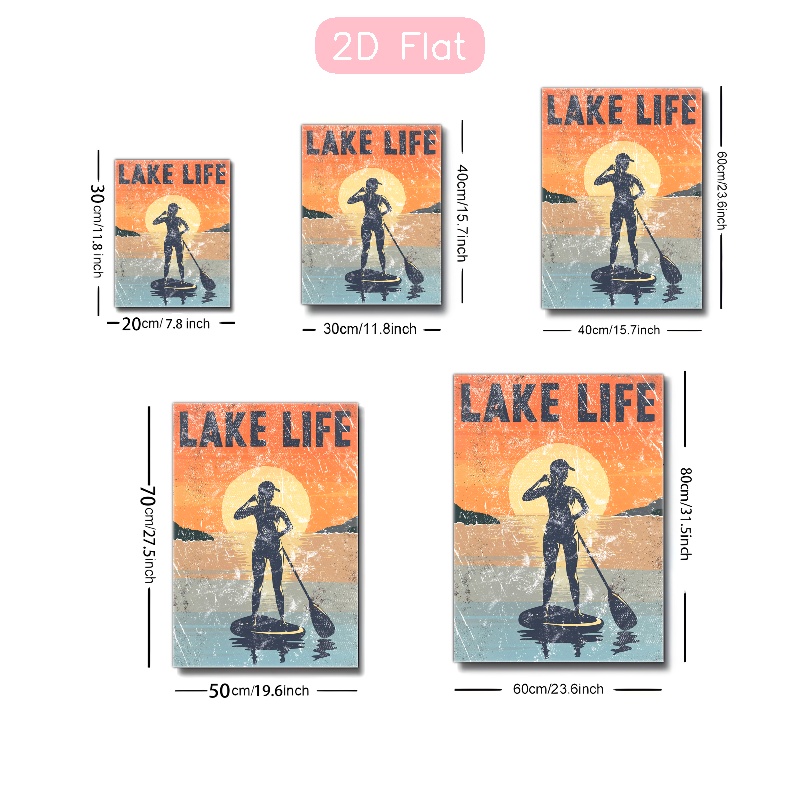 2D Flat
LAKE LIFE
30cm/11.8 inch
20cm/ 7.8 inch
LAKE LIFE
40cm/15.7inch
30cm/11.8inch
LAKE LIFE
60cm/23.6inch
40cm/15.7inch
LAKE LIFE
70cm/27.5inch
50cm/19.6inch
LAKE LIFE
80cm/31.5inch
60cm/23.6inch